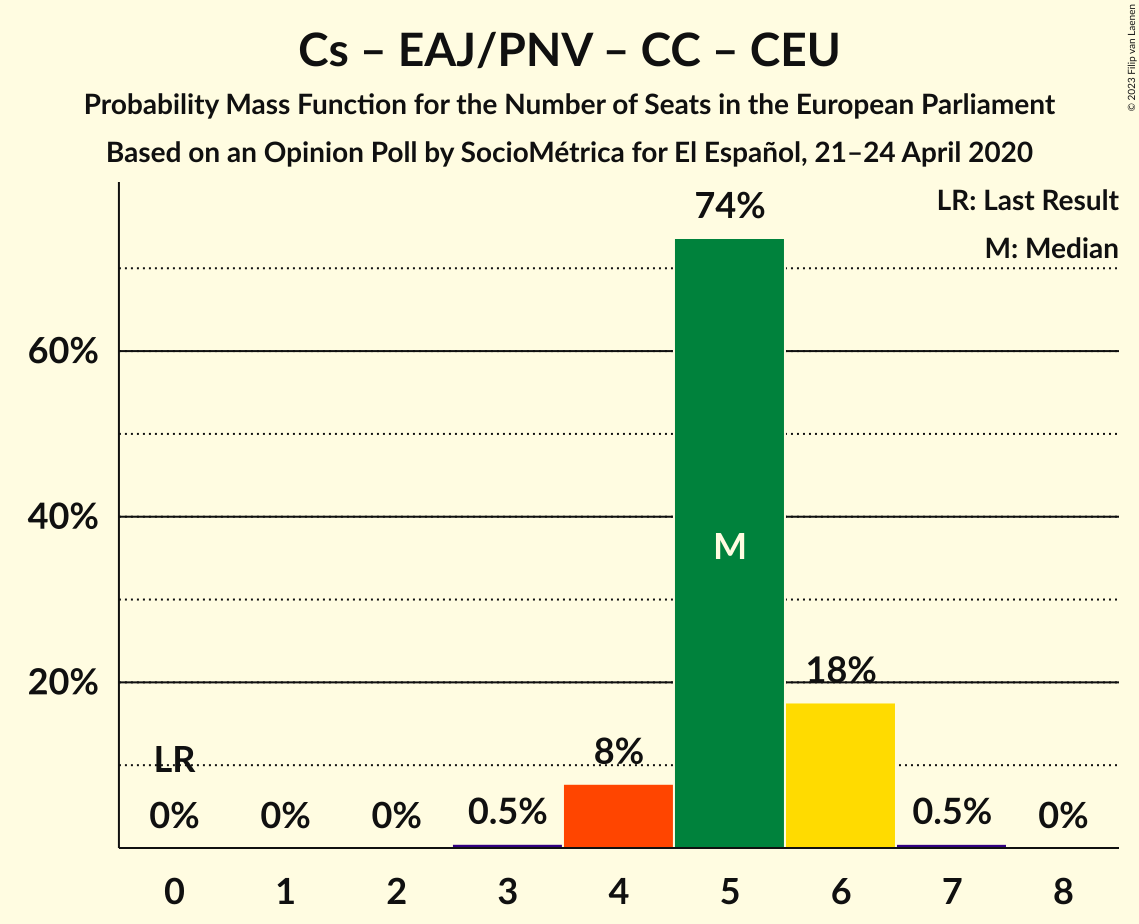 Cs – EAJ/PNV – CC – CEU
Probability Mass Function for the Number of Seats in the European Parliament
Based on an Opinion Poll by SocioMétrica for El Español, 21–24 April 2020
© 2023 Filip van Laenen
LR: Last Result
M: Median
74%
60%
40%
M
20%
18%
LR
8%
0%
0%
0%
0.5%
0.5%
0%
0 1 2 3 4 5 6 7 8